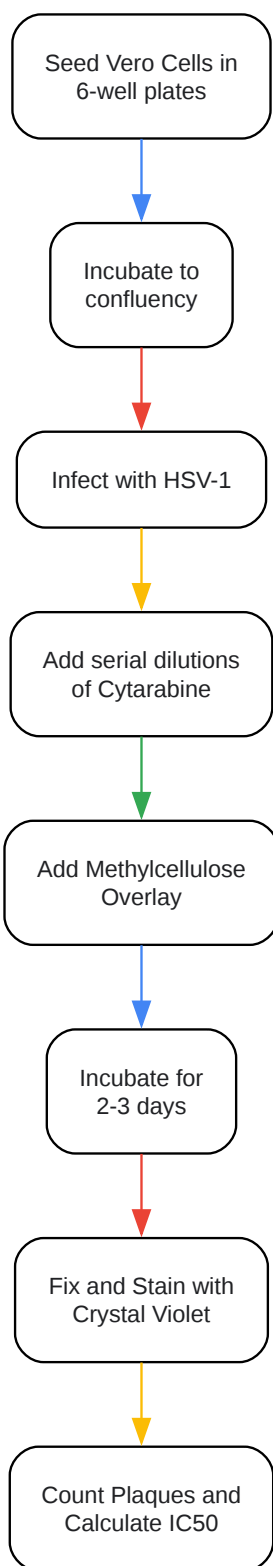 Seed Vero Cells in
6-well plates
Incubate to
confluency
Infect with HSV-1
Add serial dilutions
of Cytarabine
Add Methylcellulose
Overlay
Incubate for
2-3 days
Fix and Stain with
Crystal Violet
Count Plaques and
Calculate IC50